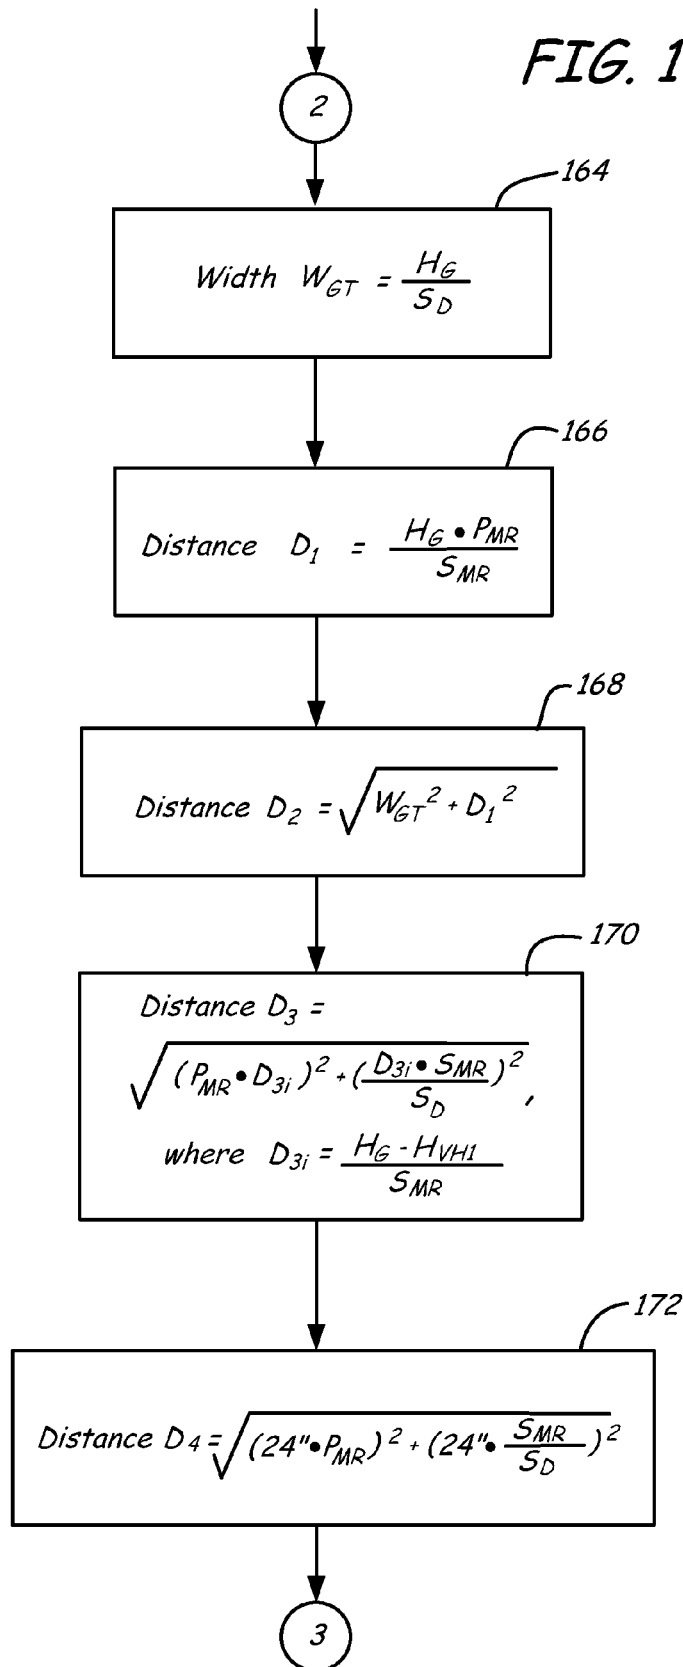 FIG. 1
2
164
Width W_GT = H_G / S_D
166
Distance D_1 = H_G • P_MR / S_MR
168
Distance D_2 = √(W_GT^2 + D_1^2)
170
Distance D_3 =
√((P_MR • D_3i)^2 + (D_3i • S_MR / S_D)^2),
where D_3i = H_G - H_VH1 / S_MR
172
Distance D_4 = √((24" • P_MR)^2 + (24" • S_MR / S_D)^2)
3